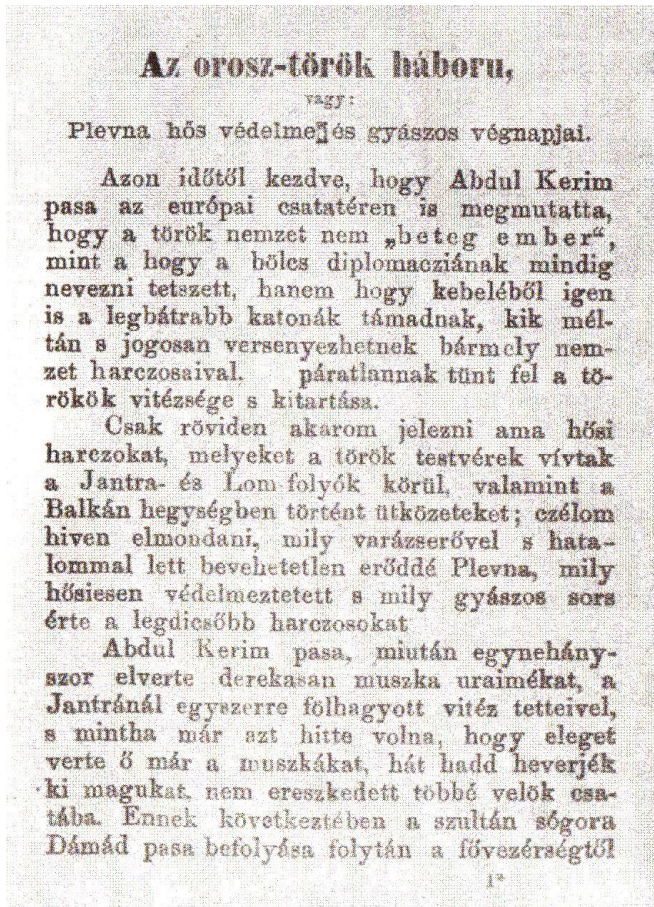 Az orosz-török háboru,
vagy:
Plevna hős védelme és gyászos végnapjai.
Azon időtől kezdve, hogy Abdul Kerim
pasa az európai csatatéren is megmutatta,
hogy a török nemzet nem „beteg ember“,
mint a hogy a bölcs diplomacziának mindig
nevezni tetszett, hanem hogy kebeléből igen
is a legbátrabb katonák támadnak, kik mél-
tán s jogosan versenyezhetnek bármely nem-
zet harczosaival. páratlannak tünt fel a tö-
rökök vitézsége s kitartása.
Csak röviden akarom jelezni ama hősi
harczokat, melyeket a török testvérek vívtak
a Jantra- és Lom-folyók körül, valamint a
Balkán hegységben történt ütközeteket; czélom
hiven elmondani, mily varázserővel s hata-
lommal lett bevehetetlen erőddé Plevna, mily
hősiesen védelmeztetett s mily gyászos sors
érte a legdicsőbb harczosokat
Abdul Kerim pasa, miután egynehány-
szor elverte derekasan muszka uraimékat, a
Jantránál egyszerre fölhagyott vitéz tetteivel,
s mintha már azt hitte volna, hogy eleget
verte ő már a muszkákat, hát hadd heverjék
ki magukat, nem ereszkedett többé velök csa-
tába. Ennek következtében a szultán sógora
Dámád pasa befolyása folytán a fővezérségtől
1*